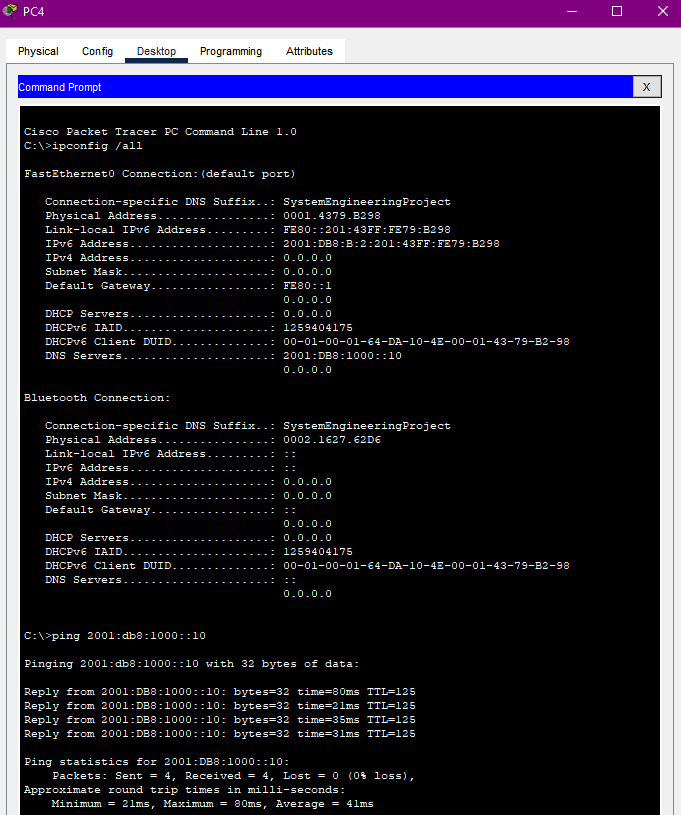 PC4
Physical Config Desktop Programming Attributes
Command Prompt
X
Cisco Packet Tracer PC Command Line 1.0
C:\>ipconfig /all
FastEthernet0 Connection:(default port)
Connection-specific DNS Suffix..: SystemEngineeringProject
Physical Address................: 0001.4379.B298
Link-local IPv6 Address.........: FE80::201:43FF:FE79:B298
IPv6 Address....................: 2001:DB8:B:2:201:43FF:FE79:B298
IPv4 Address....................: 0.0.0.0
Subnet Mask.....................: 0.0.0.0
Default Gateway.................: FE80::1
0.0.0.0
DHCP Servers....................: 0.0.0.0
DHCPv6 IAID.....................: 1259404175
DHCPv6 Client DUID..............: 00-01-00-01-64-DA-10-4E-00-01-43-79-B2-98
DNS Servers.....................: 2001:DB8:1000::10
0.0.0.0
Bluetooth Connection:
Connection-specific DNS Suffix..: SystemEngineeringProject
Physical Address................: 0002.1627.62D6
Link-local IPv6 Address.........: ::
IPv6 Address....................: ::
IPv4 Address....................: 0.0.0.0
Subnet Mask.....................: 0.0.0.0
Default Gateway.................: ::
0.0.0.0
DHCP Servers....................: 0.0.0.0
DHCPv6 IAID.....................: 1259404175
DHCPv6 Client DUID..............: 00-01-00-01-64-DA-10-4E-00-01-43-79-B2-98
DNS Servers.....................: ::
0.0.0.0
C:\>ping 2001:db8:1000::10
Pinging 2001:db8:1000::10 with 32 bytes of data:
Reply from 2001:DB8:1000::10: bytes=32 time=80ms TTL=125
Reply from 2001:DB8:1000::10: bytes=32 time=21ms TTL=125
Reply from 2001:DB8:1000::10: bytes=32 time=35ms TTL=125
Reply from 2001:DB8:1000::10: bytes=32 time=31ms TTL=125
Ping statistics for 2001:DB8:1000::10:
Packets: Sent = 4, Received = 4, Lost = 0 (0% loss),
Approximate round trip times in milli-seconds:
Minimum = 21ms, Maximum = 80ms, Average = 41ms